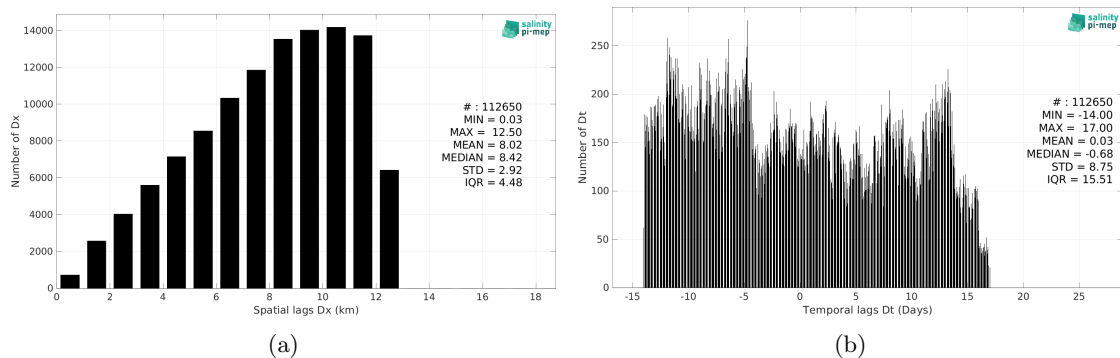 14000
12000
10000
8000
6000
4000
2000
0
Number of Dx
0 2 4 6 8 10 12 14 16 18
Spatial lags Dx (km)
salinity
pi-mep
# : 112650
MIN = 0.03
MAX = 12.50
MEAN = 8.02
MEDIAN = 8.42
STD = 2.92
IQR = 4.48
(a)
250
200
150
100
50
0
Number of Dt
-15 -10 -5 0 5 10 15 20 25
Temporal lags Dt (Days)
salinity
pi-mep
# : 112650
MIN = -14.00
MAX = 17.00
MEAN = 0.03
MEDIAN = -0.68
STD = 8.75
IQR = 15.51
(b)